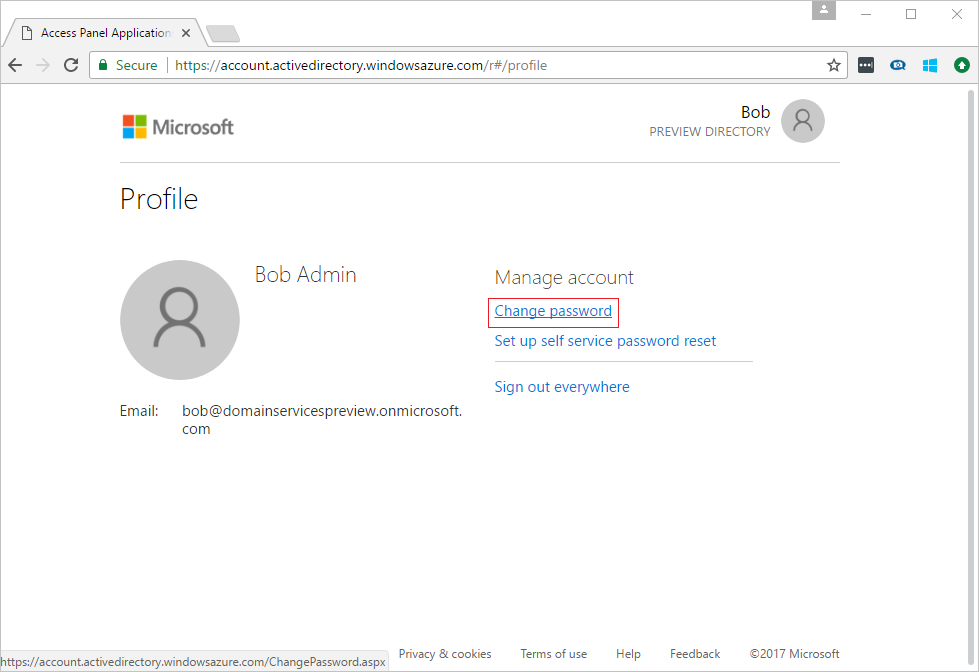 Access Panel Application
Secure
https://account.activedirectory.windowsazure.com/r#/profile
Microsoft
Bob
PREVIEW DIRECTORY
Profile
Bob Admin
Manage account
Change password
Set up self service password reset
Sign out everywhere
Email: bob@domainservicespreview.onmicrosoft.
com
https://account.activedirectory.windowsazure.com/ChangePassword.aspx
Privacy & cookies Terms of use Help Feedback ©2017 Microsoft